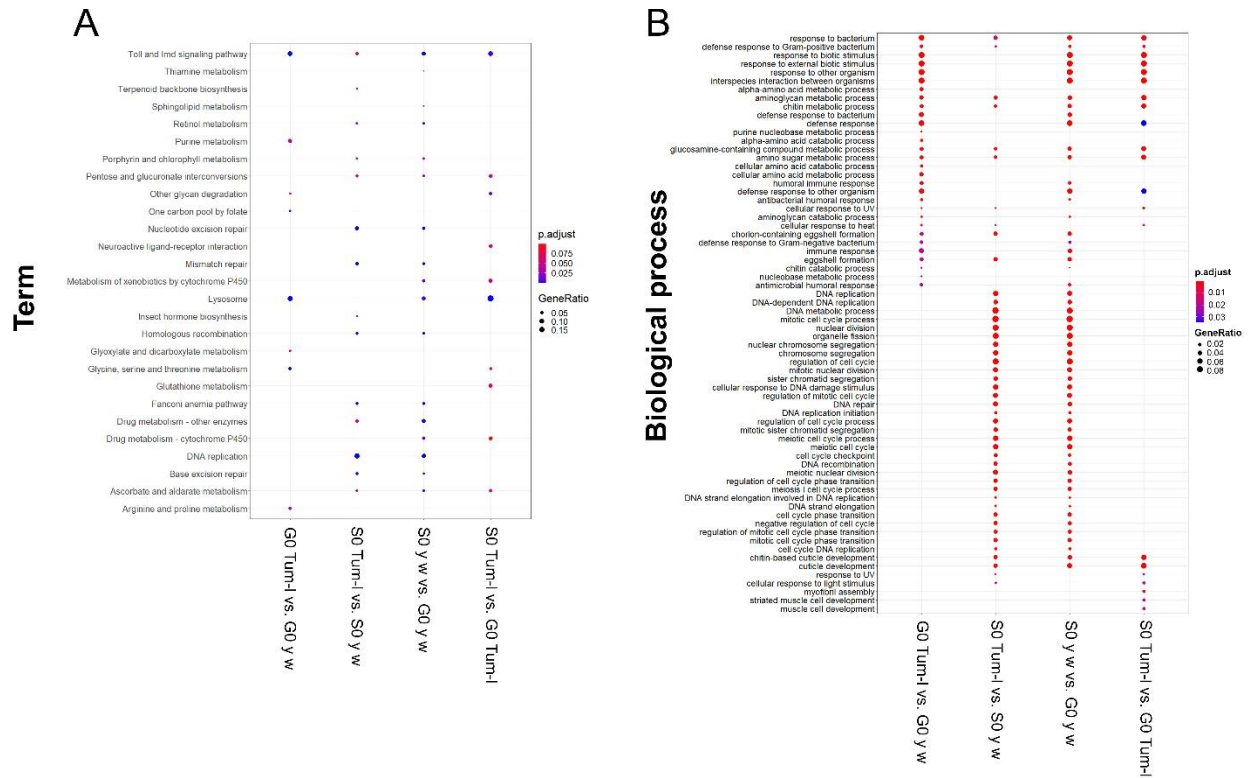 A
Term
Toll and Imd signaling pathway
Thiamine metabolism
Terpenoid backbone biosynthesis
Sphingolipid metabolism
Retinol metabolism
Purine metabolism
Porphyrin and chlorophyll metabolism
Pentose and glucuronate interconversions
Other glycan degradation
One carbon pool by folate
Nucleotide excision repair
Neuroactive ligand-receptor interaction
Mismatch repair
Metabolism of xenobiotics by cytochrome P450
Lysosome
Insect hormone biosynthesis
Homologous recombination
Glyoxylate and dicarboxylate metabolism
Glycine, serine and threonine metabolism
Glutathione metabolism
Fanconi anemia pathway
Drug metabolism - other enzymes
Drug metabolism - cytochrome P450
DNA replication
Base excision repair
Ascorbate and aldarate metabolism
Arginine and proline metabolism
G0 Tum-l vs. G0 y w
S0 Tum-l vs. S0 y w
S0 y w vs. G0 y w
S0 Tum-l vs. G0 Tum-l
p.adjust
0.075
0.050
0.025
GeneRatio
0.05
0.10
0.15
B
Biological process
response to bacterium
defense response to Gram-positive bacterium
response to biotic stimulus
response to external biotic stimulus
response to other organism
interspecies interaction between organisms
alpha-amino acid metabolic process
aminoglycan metabolic process
chitin metabolic process
defense response to bacterium
defense response
purine nucleobase metabolic process
alpha-amino acid catabolic process
glucosamine-containing compound metabolic process
amino sugar metabolic process
cellular amino acid catabolic process
cellular amino acid metabolic process
humoral immune response
defense response to other organism
antibacterial humoral response
cellular response to UV
aminoglycan catabolic process
cellular response to heat
chorion-containing eggshell formation
defense response to Gram-negative bacterium
immune response
eggshell formation
chitin catabolic process
nucleobase metabolic process
antimicrobial humoral response
DNA replication
DNA-dependent DNA replication
DNA metabolic process
mitotic cell cycle process
nuclear division
organelle fission
nuclear chromosome segregation
chromosome segregation
regulation of cell cycle
mitotic nuclear division
sister chromatid segregation
cellular response to DNA damage stimulus
regulation of mitotic cell cycle
DNA repair
DNA replication initiation
regulation of cell cycle process
mitotic sister chromatid segregation
meiotic cell cycle process
meiotic cell cycle
cell cycle checkpoint
DNA recombination
meiotic nuclear division
regulation of cell cycle phase transition
meiosis I cell cycle process
DNA strand elongation involved in DNA replication
DNA strand elongation
cell cycle phase transition
negative regulation of cell cycle
regulation of mitotic cell cycle phase transition
mitotic cell cycle phase transition
cell cycle DNA replication
chitin-based cuticle development
cuticle development
response to UV
cellular response to light stimulus
myofibril assembly
striated muscle cell development
muscle cell development
G0 Tum-l vs. G0 y w
S0 Tum-l vs. S0 y w
S0 y w vs. G0 y w
S0 Tum-l vs. G0 Tum-l
p.adjust
0.01
0.02
0.03
GeneRatio
0.02
0.04
0.06
0.08